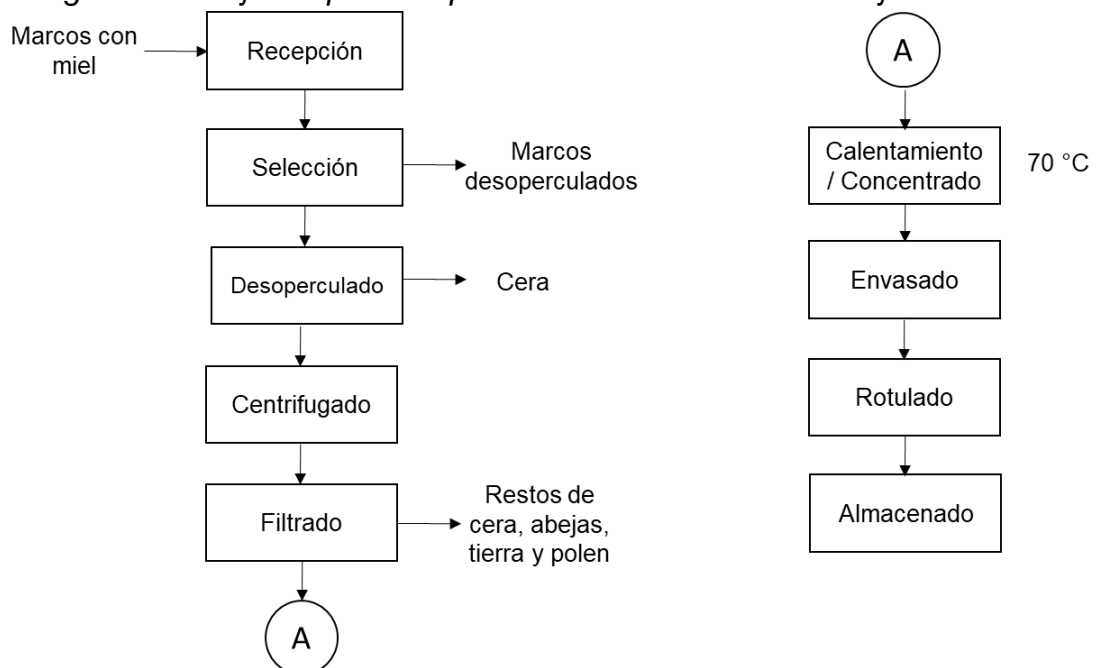 Marcos con
miel
Recepción
Selección
Marcos
desoperculados
Desoperculado
Cera
Centrifugado
Filtrado
Restos de
cera, abejas,
tierra y polen
A
A
Calentamiento
/ Concentrado
70 °C
Envasado
Rotulado
Almacenado